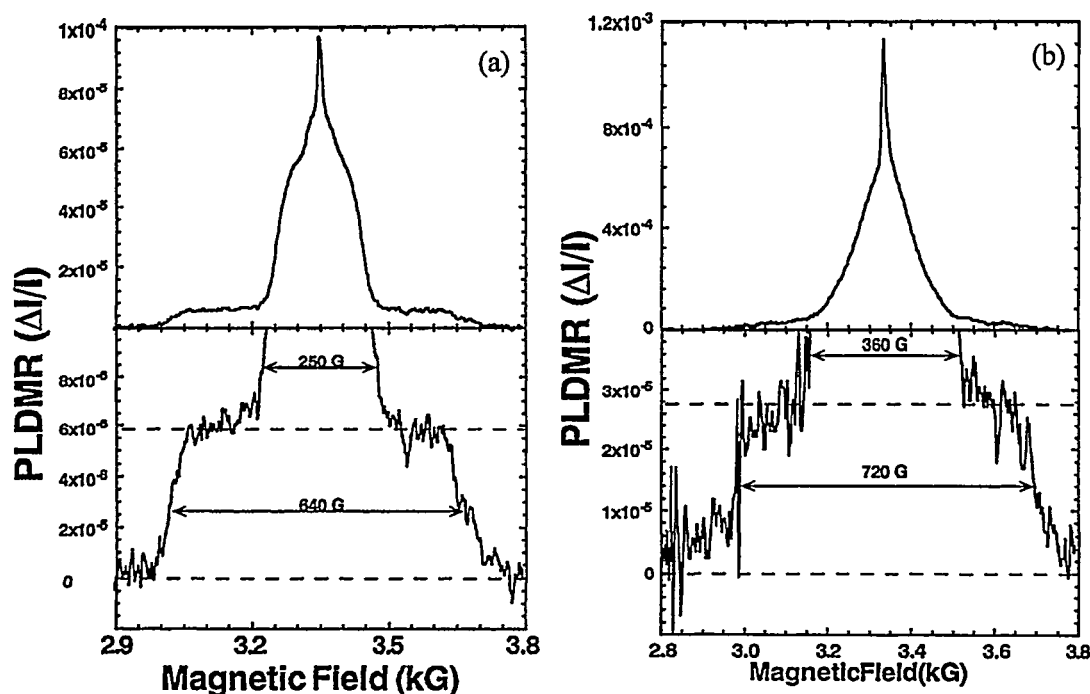 PLDMR (ΔI/I)
1x10⁻⁴
8x10⁻⁵
6x10⁻⁵
4x10⁻⁵
2x10⁻⁵
(a)
8x10⁻⁶
6x10⁻⁶
4x10⁻⁶
2x10⁻⁶
0
250 G
640 G
2.9
3.2
3.5
3.8
Magnetic Field (kG)
PLDMR (ΔI/I)
1.2x10⁻³
8x10⁻⁴
4x10⁻⁴
0
(b)
3x10⁻⁵
2x10⁻⁵
1x10⁻⁵
0
360 G
720 G
2.8
3.0
3.2
3.4
3.6
3.8
MagneticField(kG)